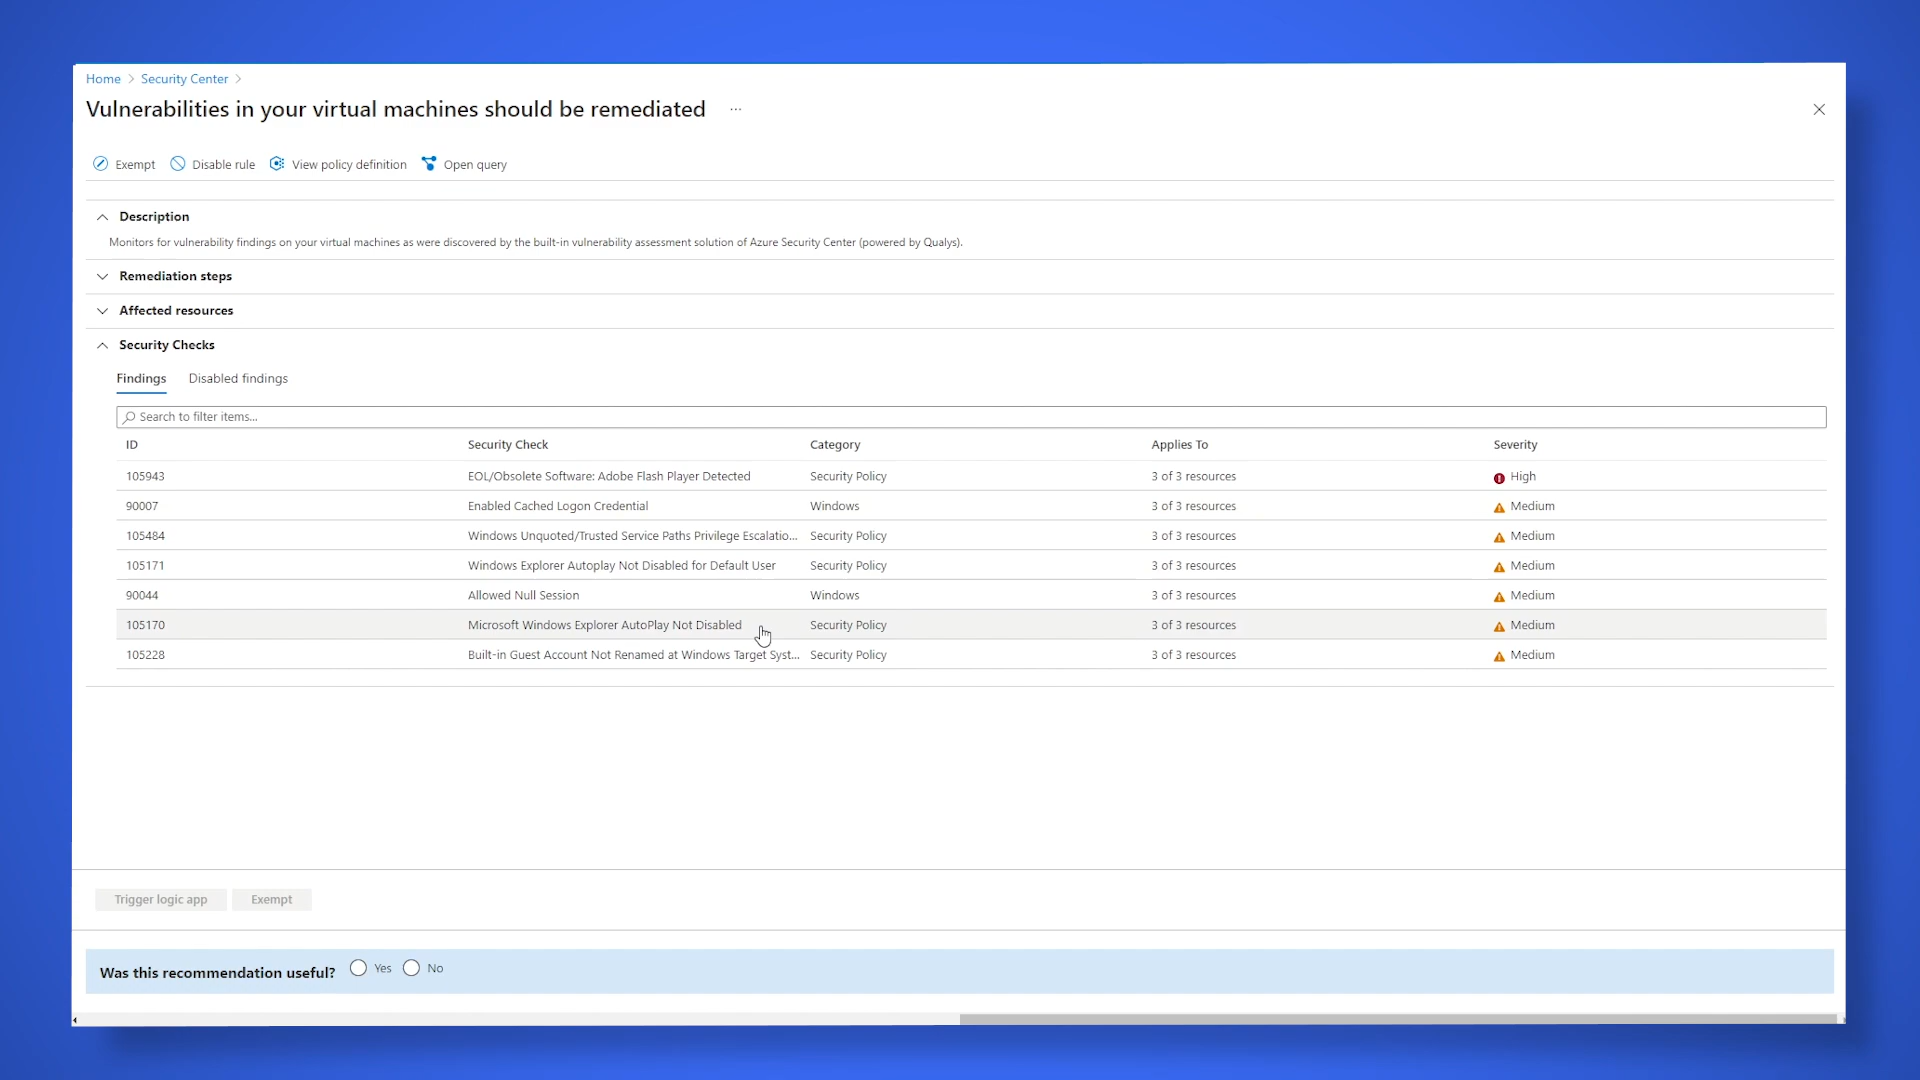 Home > Security Center >
Vulnerabilities in your virtual machines should be remediated ...
Exempt Disable rule View policy definition Open query
Description
Monitors for vulnerability findings on your virtual machines as were discovered by the built-in vulnerability assessment solution of Azure Security Center (powered by Qualys).
Remediation steps
Affected resources
Security Checks
Findings Disabled findings
Search to filter items...
ID Security Check Category Applies To Severity
105943 EOL/Obsolete Software: Adobe Flash Player Detected Security Policy 3 of 3 resources High
90007 Enabled Cached Logon Credential Windows 3 of 3 resources Medium
105484 Windows Unquoted/Trusted Service Paths Privilege Escalatio... Security Policy 3 of 3 resources Medium
105171 Windows Explorer Autoplay Not Disabled for Default User Security Policy 3 of 3 resources Medium
90044 Allowed Null Session Windows 3 of 3 resources Medium
105170 Microsoft Windows Explorer AutoPlay Not Disabled Security Policy 3 of 3 resources Medium
105228 Built-in Guest Account Not Renamed at Windows Target Syst... Security Policy 3 of 3 resources Medium
Trigger logic app Exempt
Was this recommendation useful? Yes No